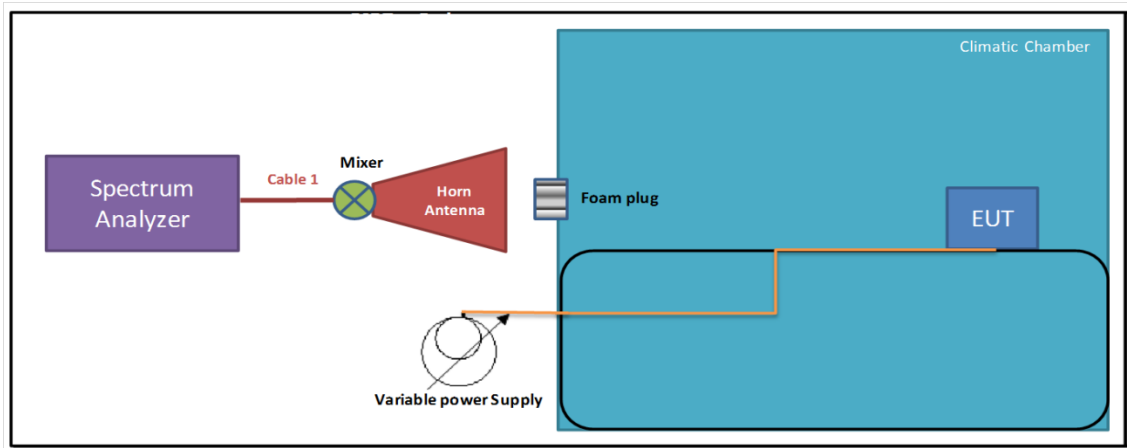 Climatic Chamber
Mixer
Spectrum
Analyzer
Cable 1
Horn
Antenna
Foam plug
EUT
Variable power Supply